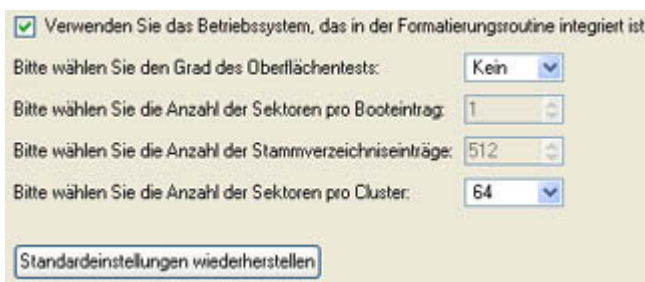 Verwenden Sie das Betriebssystem, das in der Formatierungsroutine integriert ist
Bitte wählen Sie den Grad des Oberflächentests: Kein
Bitte wählen Sie die Anzahl der Sektoren pro Booteintrag: 1
Bitte wählen Sie die Anzahl der Stammverzeichniseinträge: 512
Bitte wählen Sie die Anzahl der Sektoren pro Cluster: 64
Standardeinstellungen wiederherstellen